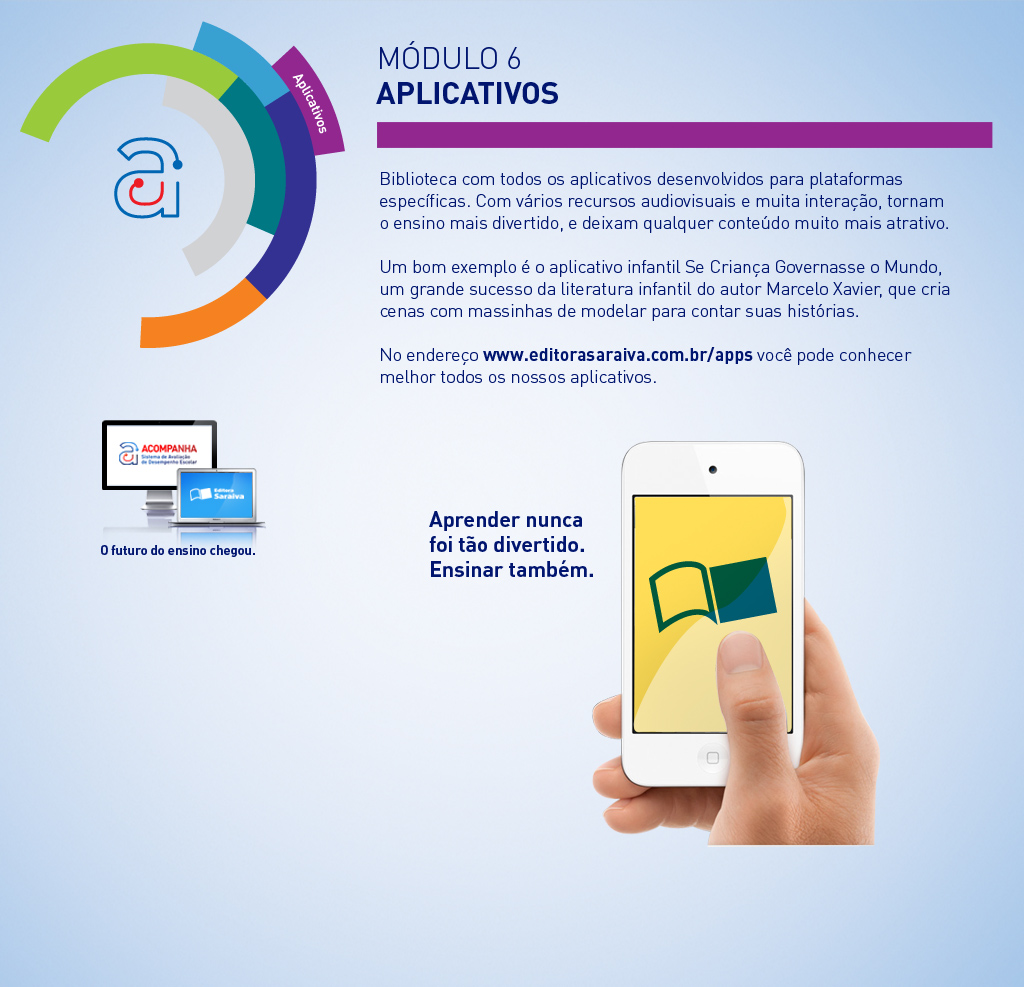 Aplicativos
MÓDULO 6
APLICATIVOS
Biblioteca com todos os aplicativos desenvolvidos para plataformas
específicas. Com vários recursos audiovisuais e muita interação, tornam
o ensino mais divertido, e deixam qualquer conteúdo muito mais atrativo.
Um bom exemplo é o aplicativo infantil Se Criança Governasse o Mundo,
um grande sucesso da literatura infantil do autor Marcelo Xavier, que cria
cenas com massinhas de modelar para contar suas histórias.
No endereço www.editorasaraiva.com.br/apps você pode conhecer
melhor todos os nossos aplicativos.
ACOMPANHA
Sistema de Avaliação
de Desempenho Escolar
Editora
Saraiva
O futuro do ensino chegou.
Aprender nunca
foi tão divertido.
Ensinar também.